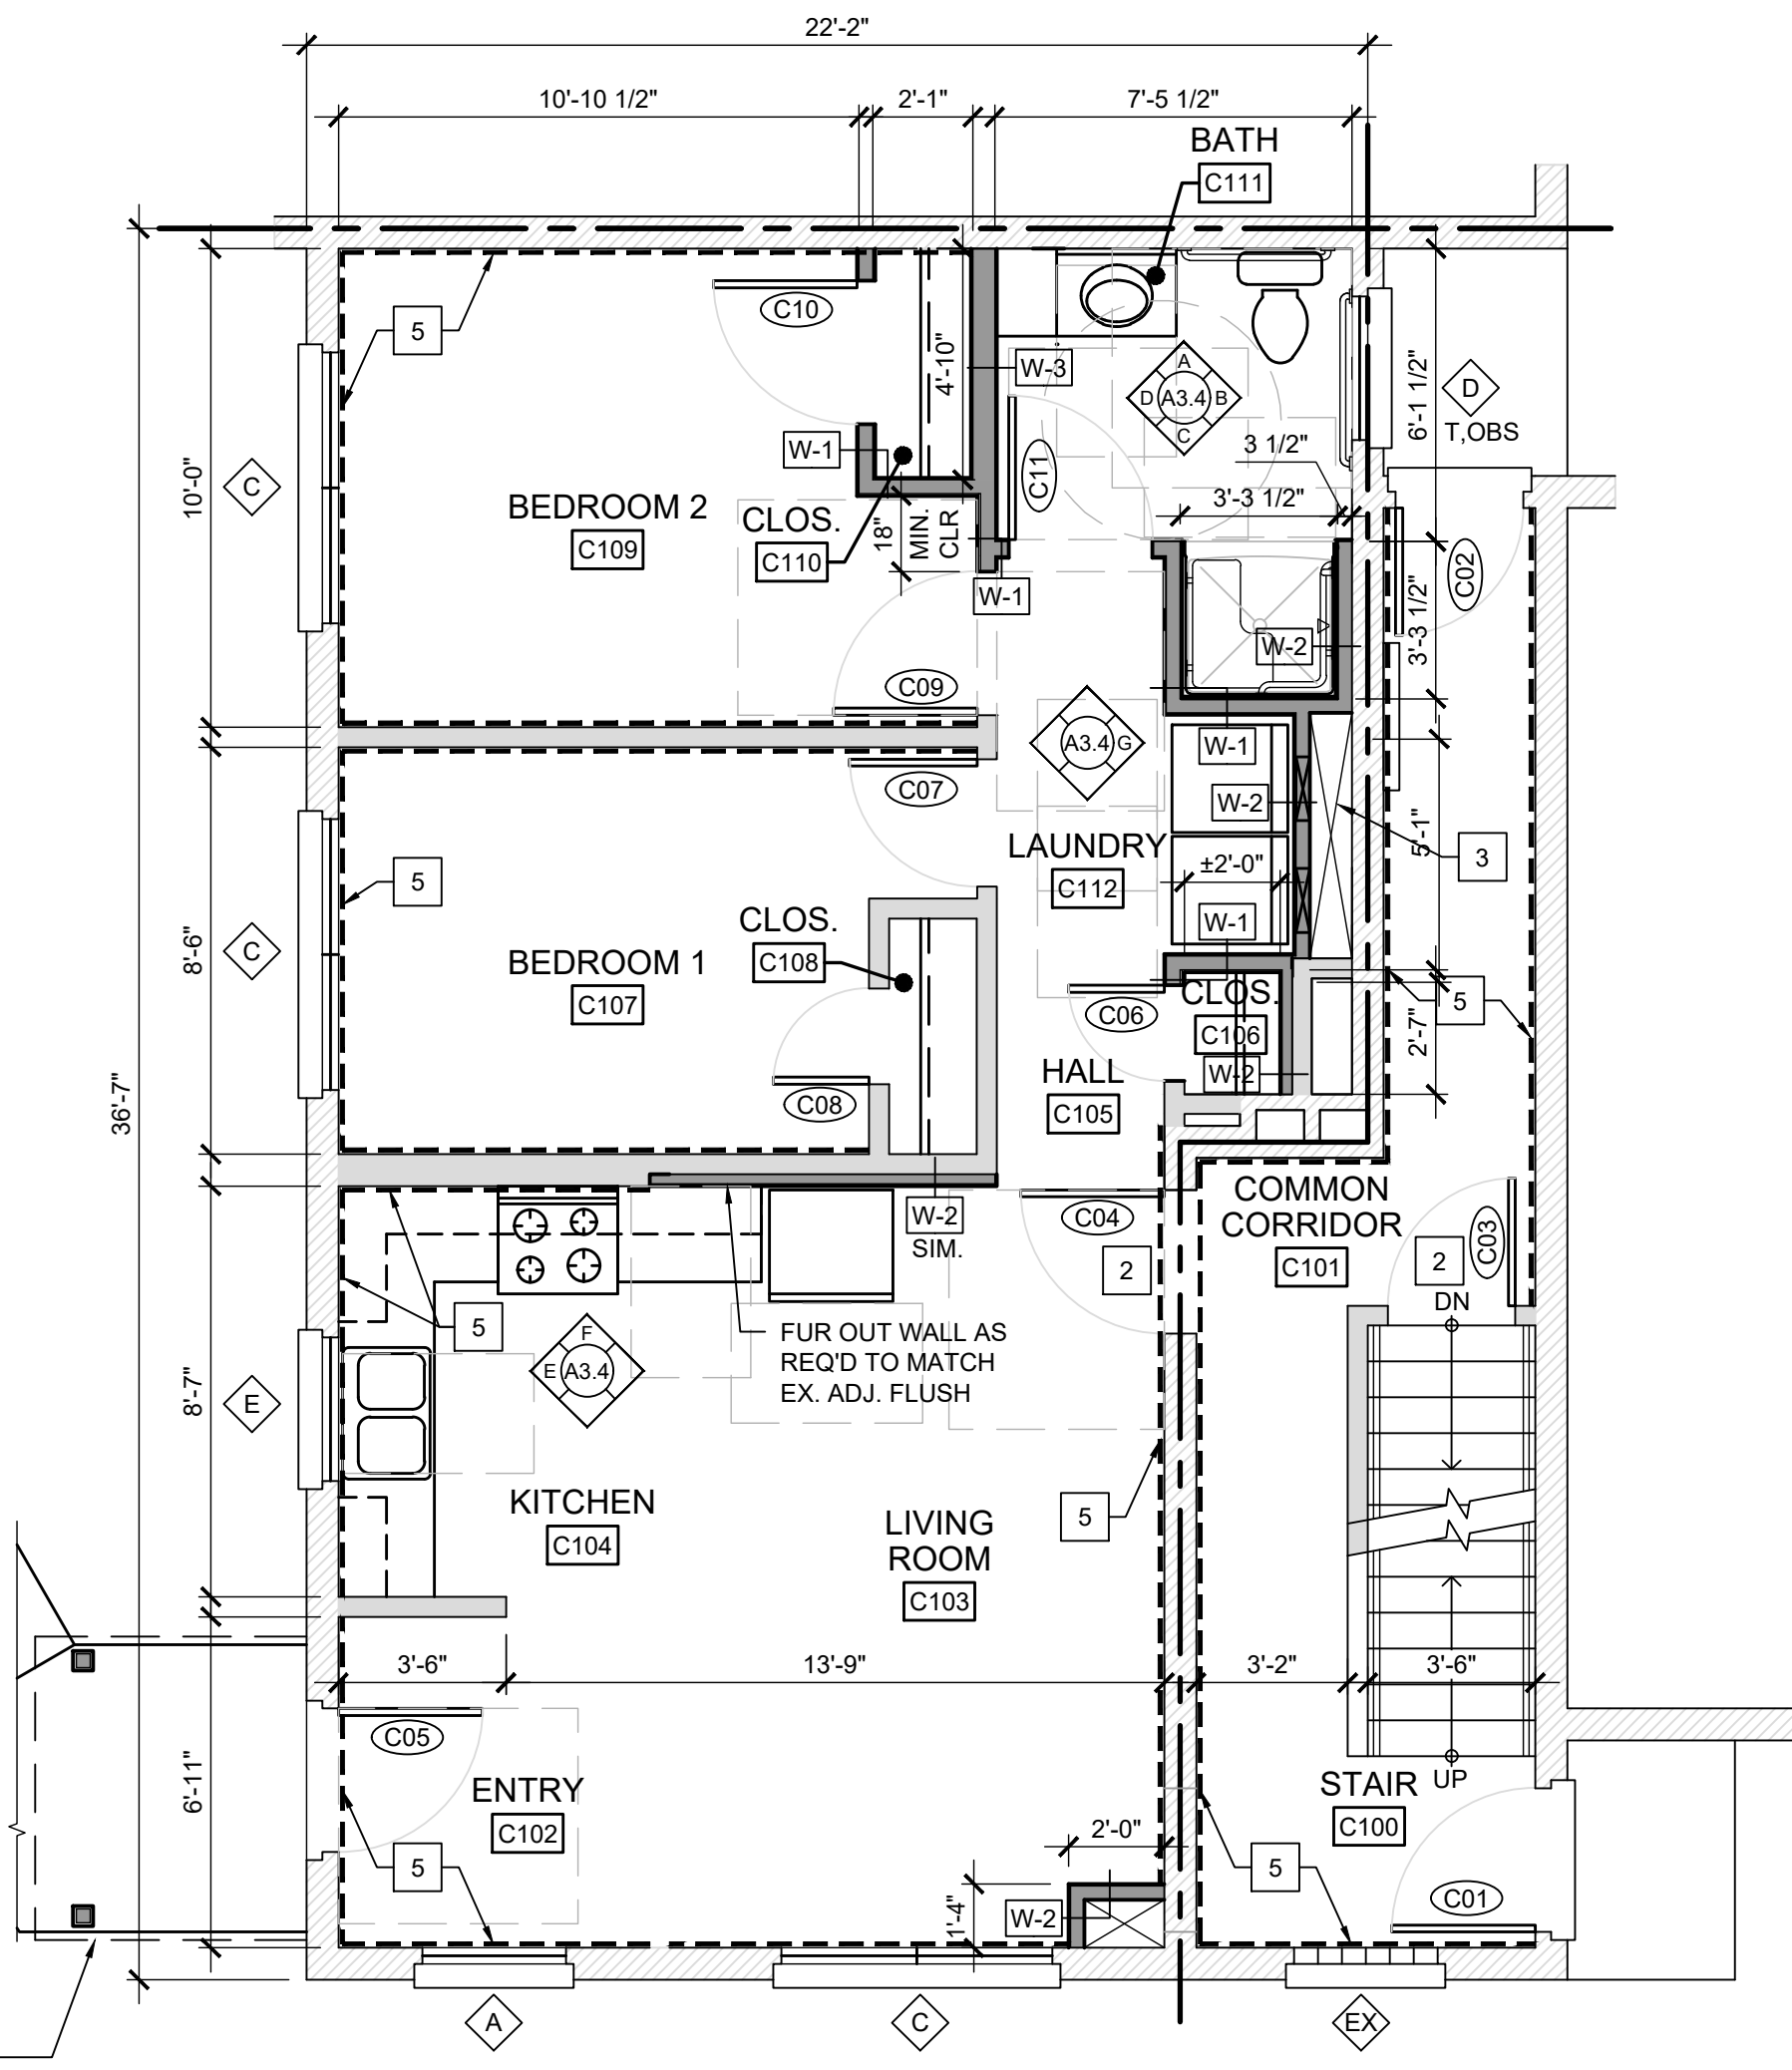 22'-2"
10'-10 1/2"
2'-1"
7'-5 1/2"
BATH
C111
5
C10
4'-10"
W-3
A
D A3.4 B
C
6'-1 1/2"
D
T,OBS
W-1
C11
3 1/2"
3'-3 1/2"
10'-0"
C
BEDROOM 2
C109
CLOS.
C110
18"
MIN.
CLR
W-1
C02
3'-3 1/2"
W-2
C09
A3.4 G
W-1
C07
W-2
5'-1"
3
LAUNDRY
C112
±2'-0"
W-1
5
8'-6"
C
BEDROOM 1
C107
CLOS.
C108
C06
CLOS.
C106
W-2
5
2'-7"
36'-7"
HALL
C105
C08
W-2
SIM.
C04
2
COMMON
CORRIDOR
C101
2
C03
DN
5
FUR OUT WALL AS
REQ'D TO MATCH
EX. ADJ. FLUSH
F
E A3.4
8'-7"
E
KITCHEN
C104
LIVING
ROOM
C103
5
3'-6"
13'-9"
3'-2"
3'-6"
C05
6'-11"
ENTRY
C102
5
2'-0"
1'-4"
W-2
STAIR
C100
UP
5
C01
A
C
EX